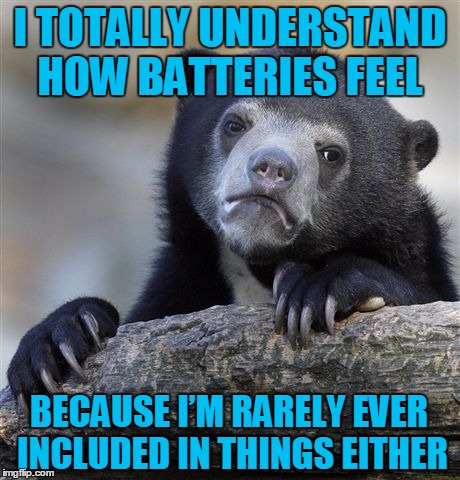 I TOTALLY UNDERSTAND
HOW BATTERIES FEEL
BECAUSE I'M RARELY EVER
INCLUDED IN THINGS EITHER
imgflip.com